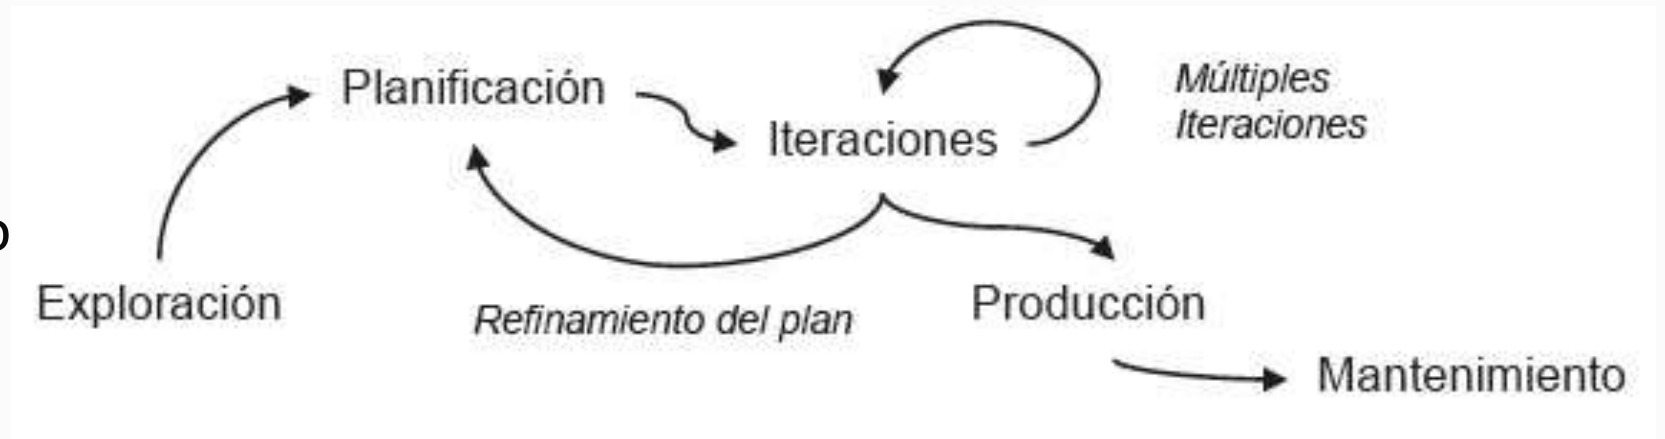 Planificación
Múltiples
Iteraciones
Iteraciones
o
Exploración
Refinamiento del plan
Producción
Mantenimiento